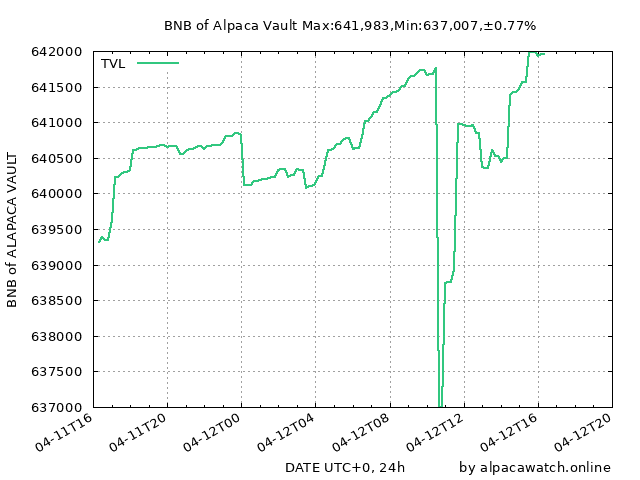 BNB of Alpaca Vault Max:641,983,Min:637,007,±0.77%
TVL
642000
641500
641000
640500
640000
639500
639000
638500
638000
637500
637000
BNB of ALAPACA VAULT
04-11T16 04-11T20 04-12T00 04-12T04 04-12T08 04-12T12 04-12T16 04-12T20
DATE UTC+0, 24h by alpacawatch.online